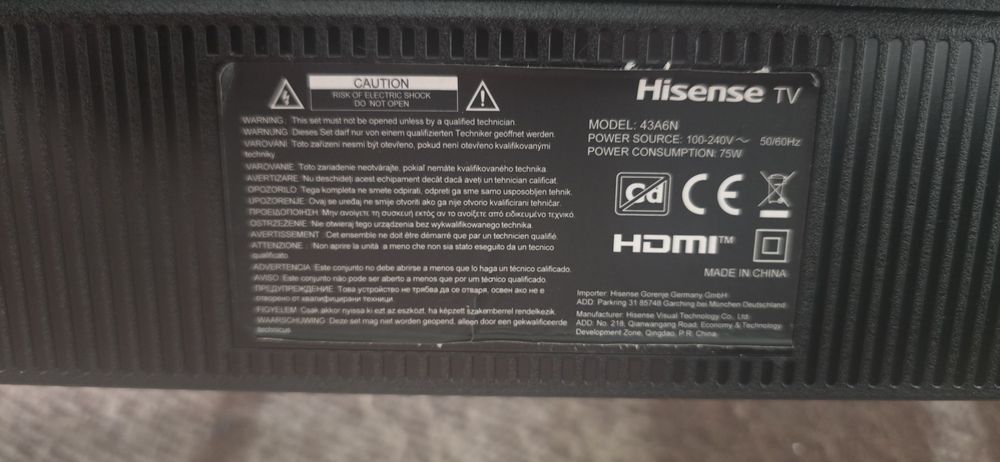 CAUTION
RISK OF ELECTRIC SHOCK
DO NOT OPEN
WARNING: This set must not be opened unless by a qualified technician.
WARNUNG: Dieses Set darf nur von einem qualifizierten Techniker geöffnet werden.
VAROVÁNÍ: Toto zařízení nesmí být otevřeno, pokud není otevřeno kvalifikovanými
techniky
VAROVANIE: Toto zariadenie neotvárajte, pokiaľ nemáte kvalifikovaného technika.
AVERTIZARE: Nu deschideți acest echipament decât dacă aveți un tehnician calificat.
OPOZORILO: Tega kompleta ne smete odpirati, odpreti ga sme samo usposobljen tehnik.
UPOZORENJE: Ovaj se uređaj ne smije otvoriti ako ga nije otvorio kvalificirani tehničar.
ΠΡΟΕΙΔΟΠΟΙΗΣΗ: Μην ανοίγετε τη συσκευή εκτός αν το ανοίξετε από ειδικευμένο τεχνικό.
OSTRZEŻENIE: Nie otwieraj tego urządzenia bez wykwalifikowanego technika.
AVERTISSEMENT: Cet ensemble ne doit être démarré que par un technicien qualifié.
ATTENZIONE: Non aprire la unità a meno che non sia stato eseguito da un tecnico
qualificato.
ADVERTENCIA: Este conjunto no debe abrirse a menos que lo haga un técnico calificado.
AVISO: Este conjunto não pode ser aberto a menos que por um técnico qualificado.
ПРЕДУПРЕЖДЕНИЕ: Това устройство не трябва да се отваря, освен ако не е
отворено от квалифицирани техници.
FIGYELEM: Csak akkor nyissa ki ezt az eszközt, ha képzett szakemberrel rendelkezik.
WAARSCHUWING: Deze set mag niet worden geopend, alleen door een gekwalificeerde
technicus
Hisense TV
MODEL: 43A6N
POWER SOURCE: 100-240V～ 50/60Hz
POWER CONSUMPTION: 75W
Cd CE
HDMI™
MADE IN CHINA
Importer: Hisense Gorenje Germany GmbH
ADD: Parkring 31 85748 Garching bei München Deutschland
Manufacturer: Hisense Visual Technology Co., Ltd.
ADD: No. 218, Qianwangang Road; Economy & Technology
Development Zone, Qingdao, P.R. China